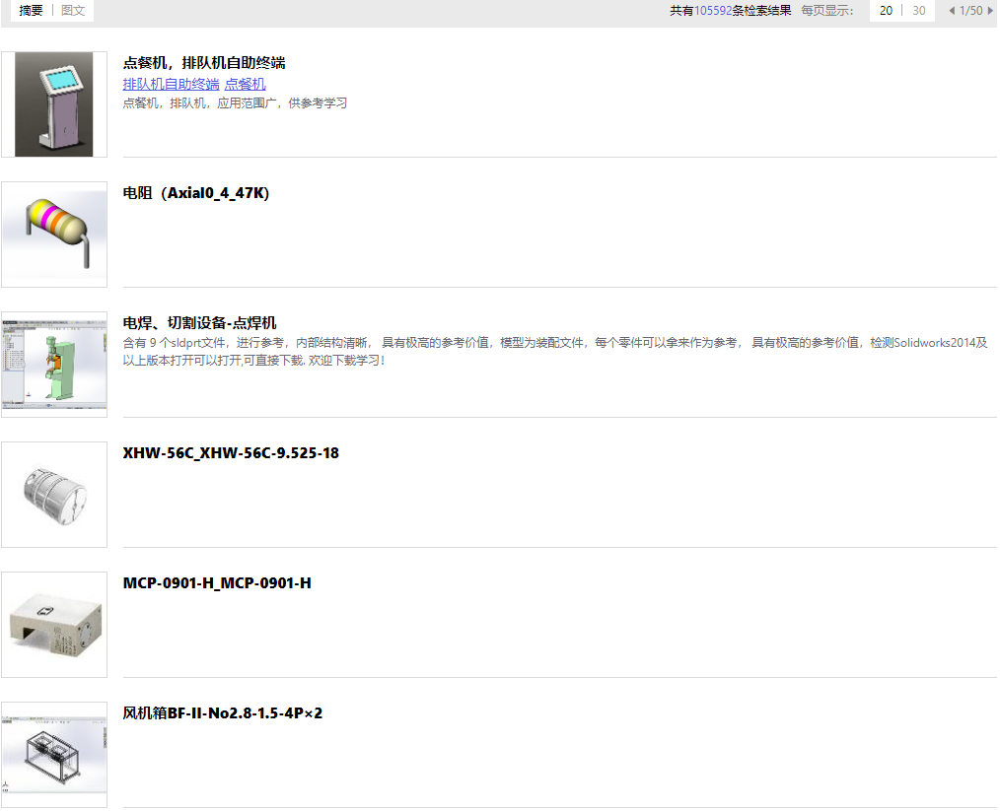 摘要 图文 共有105592条检索结果 每页显示： 20 30 1/50
点餐机，排队机自助终端
排队机自助终端 点餐机
点餐机，排队机，应用范围广，供参考学习
电阻（Axial0_4_47K）
电焊、切割设备-点焊机
含有 9 个sldprt文件，进行参考，内部结构清晰， 具有极高的参考价值，模型为装配文件，每个零件可以拿来作为参考， 具有极高的参考价值，检测Solidworks2014及
以上版本打开可以打开,可直接下载. 欢迎下载学习！
XHW-56C_XHW-56C-9.525-18
MCP-0901-H_MCP-0901-H
风机箱BF-II-No2.8-1.5-4P×2